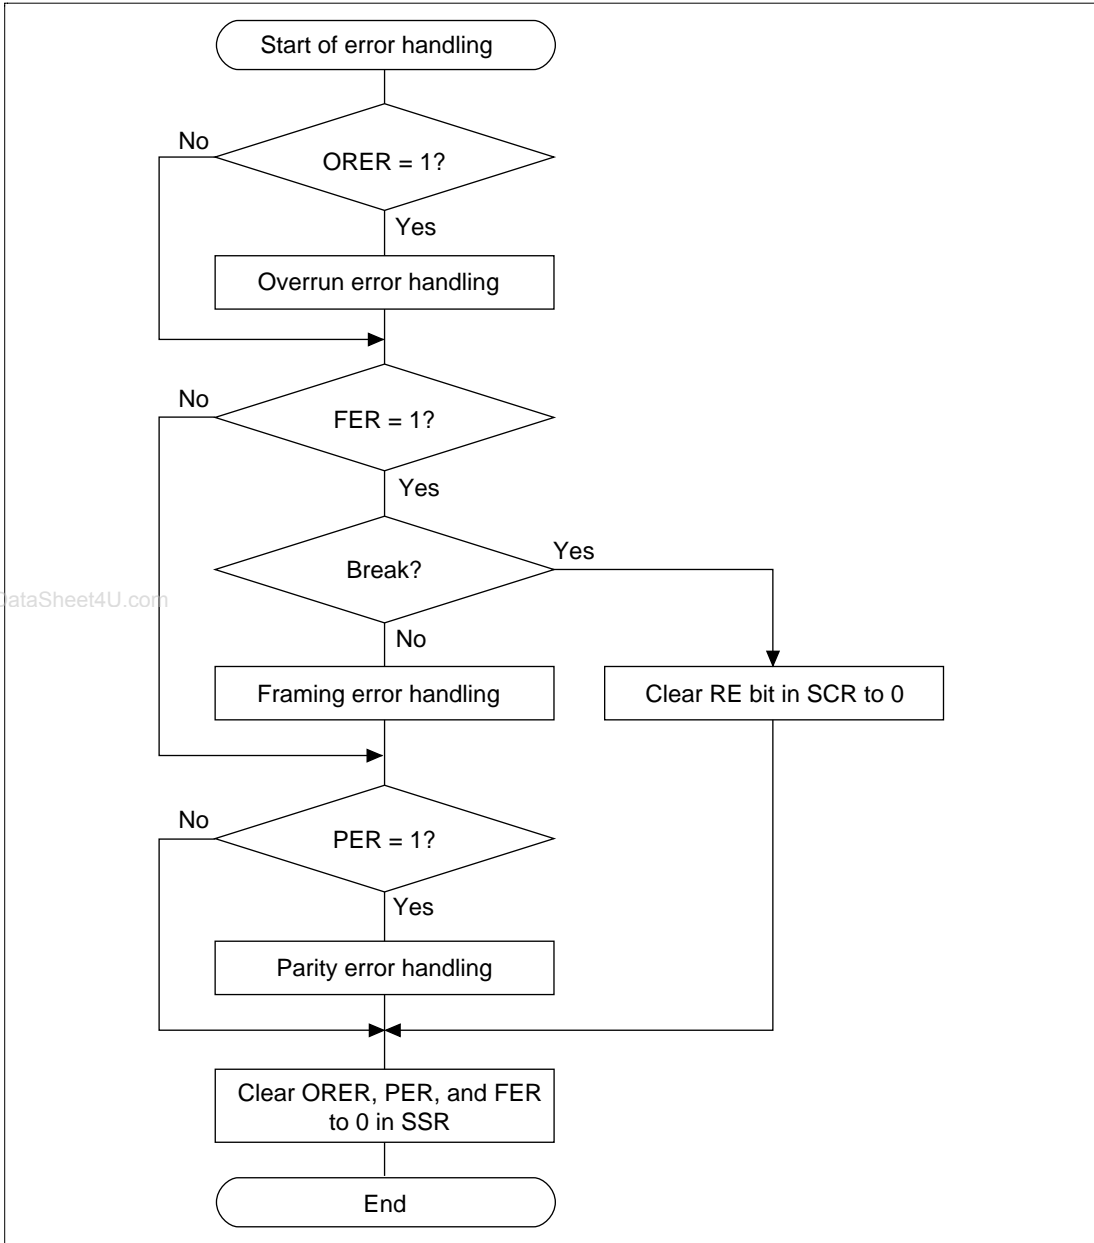 Start of error handling
No
ORER = 1?
Yes
Overrun error handling
No
FER = 1?
Yes
Break?
Yes
DataSheet4U.com
No
Framing error handling
Clear RE bit in SCR to 0
No
PER = 1?
Yes
Parity error handling
Clear ORER, PER, and FER
to 0 in SSR
End